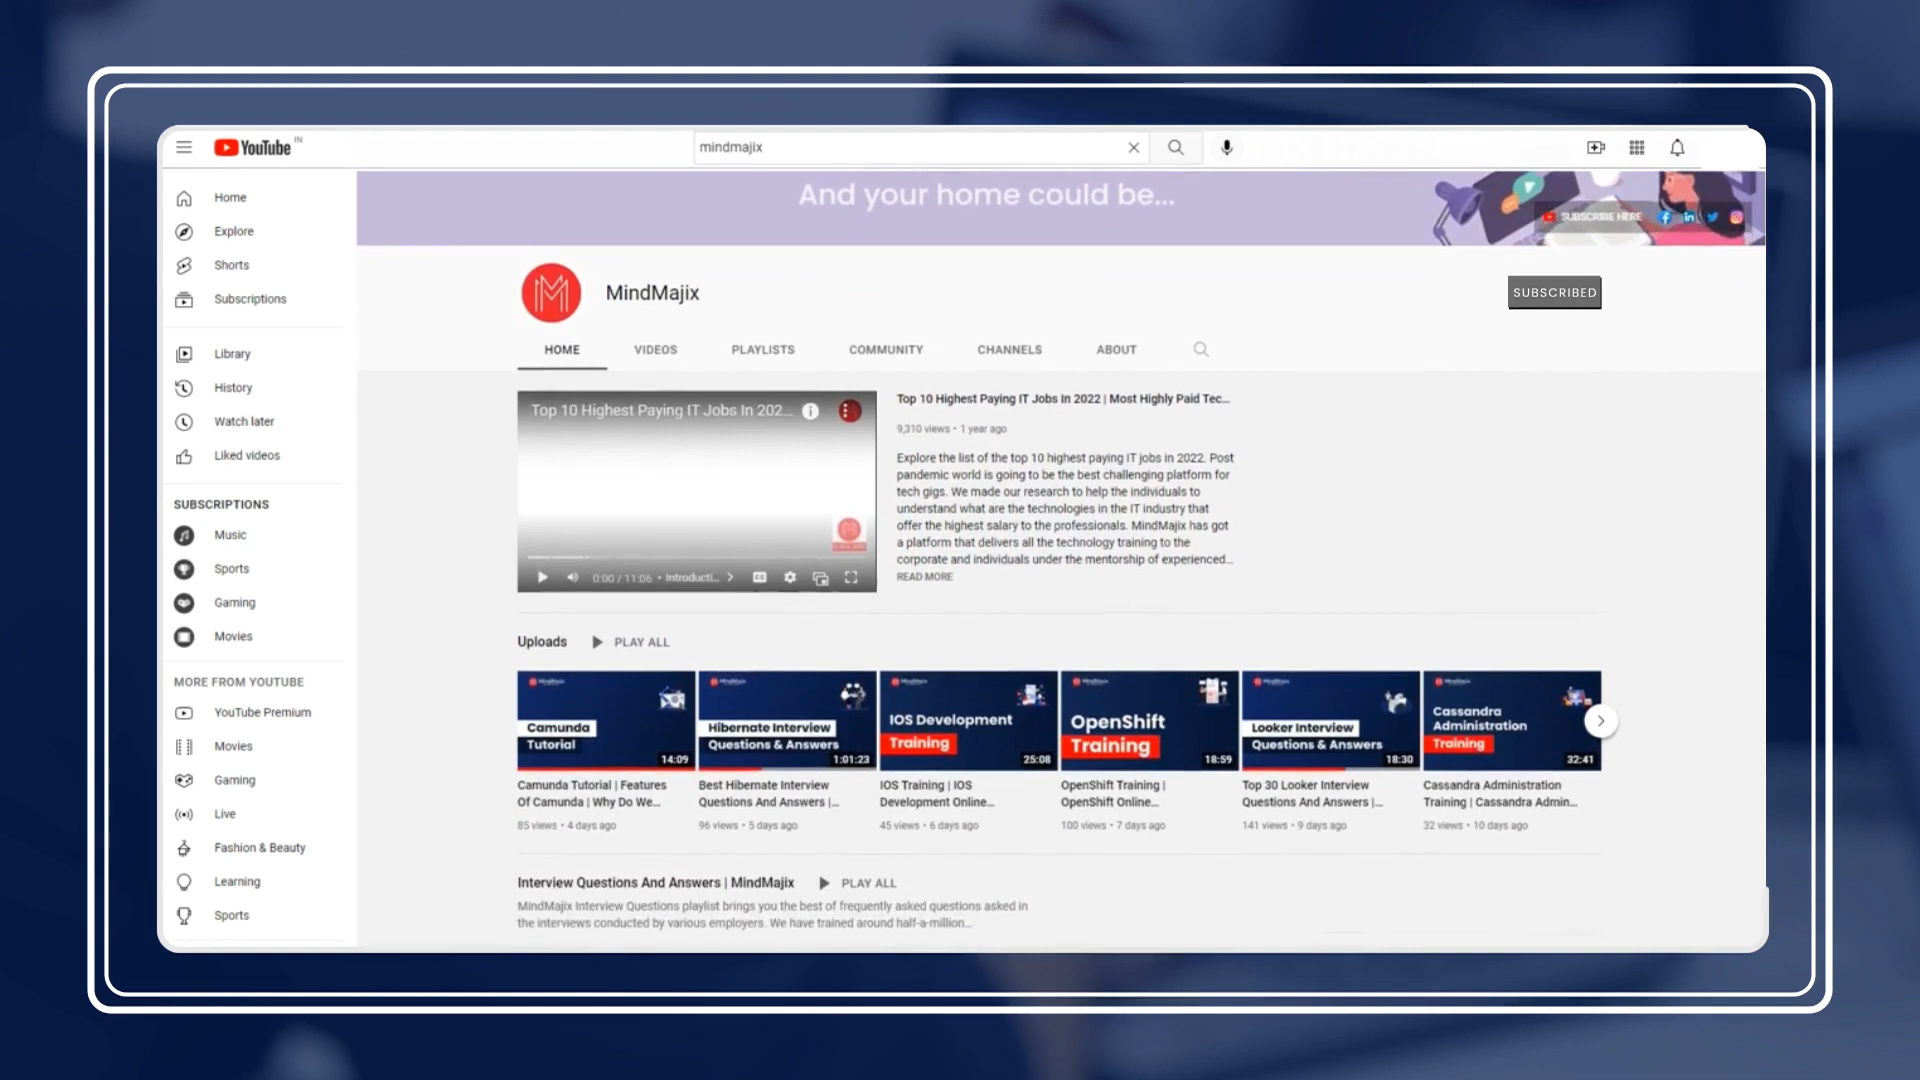 YouTube IN
mindmajix
Home
Explore
Shorts
Subscriptions
Library
History
Watch later
Liked videos
SUBSCRIPTIONS
Music
Sports
Gaming
Movies
MORE FROM YOUTUBE
YouTube Premium
Movies
Gaming
Live
Fashion & Beauty
Learning
Sports
And your home could be...
SUBSCRIBE HERE
MindMajix
SUBSCRIBED
HOME VIDEOS PLAYLISTS COMMUNITY CHANNELS ABOUT
Top 10 Highest Paying IT Jobs In 202...
0:00 / 11:06 • Introducti...
Top 10 Highest Paying IT Jobs In 2022 | Most Highly Paid Tec...
9,310 views • 1 year ago
Explore the list of the top 10 highest paying IT jobs in 2022. Post
pandemic world is going to be the best challenging platform for
tech gigs. We made our research to help the individuals to
understand what are the technologies in the IT industry that
offer the highest salary to the professionals. MindMajix has got
a platform that delivers all the technology training to the
corporate and individuals under the mentorship of experienced...
READ MORE
Uploads PLAY ALL
MindMajix
Camunda
Tutorial
14:09
Camunda Tutorial | Features
Of Camunda | Why Do We...
85 views • 4 days ago
MindMajix
Hibernate Interview
Questions & Answers
1:01:23
Best Hibernate Interview
Questions And Answers |...
96 views • 5 days ago
MindMajix
IOS Development
Training
25:08
IOS Training | IOS
Development Online...
45 views • 6 days ago
MindMajix
OpenShift
Training
18:59
OpenShift Training |
OpenShift Online...
100 views • 7 days ago
MindMajix
Looker Interview
Questions & Answers
18:30
Top 30 Looker Interview
Questions And Answers |...
141 views • 9 days ago
MindMajix
Cassandra
Administration
Training
32:41
Cassandra Administration
Training | Cassandra Admin...
32 views • 10 days ago
Interview Questions And Answers | MindMajix PLAY ALL
MindMajix Interview Questions playlist brings you the best of frequently asked questions asked in
the interviews conducted by various employers. We have trained around half-a-million...